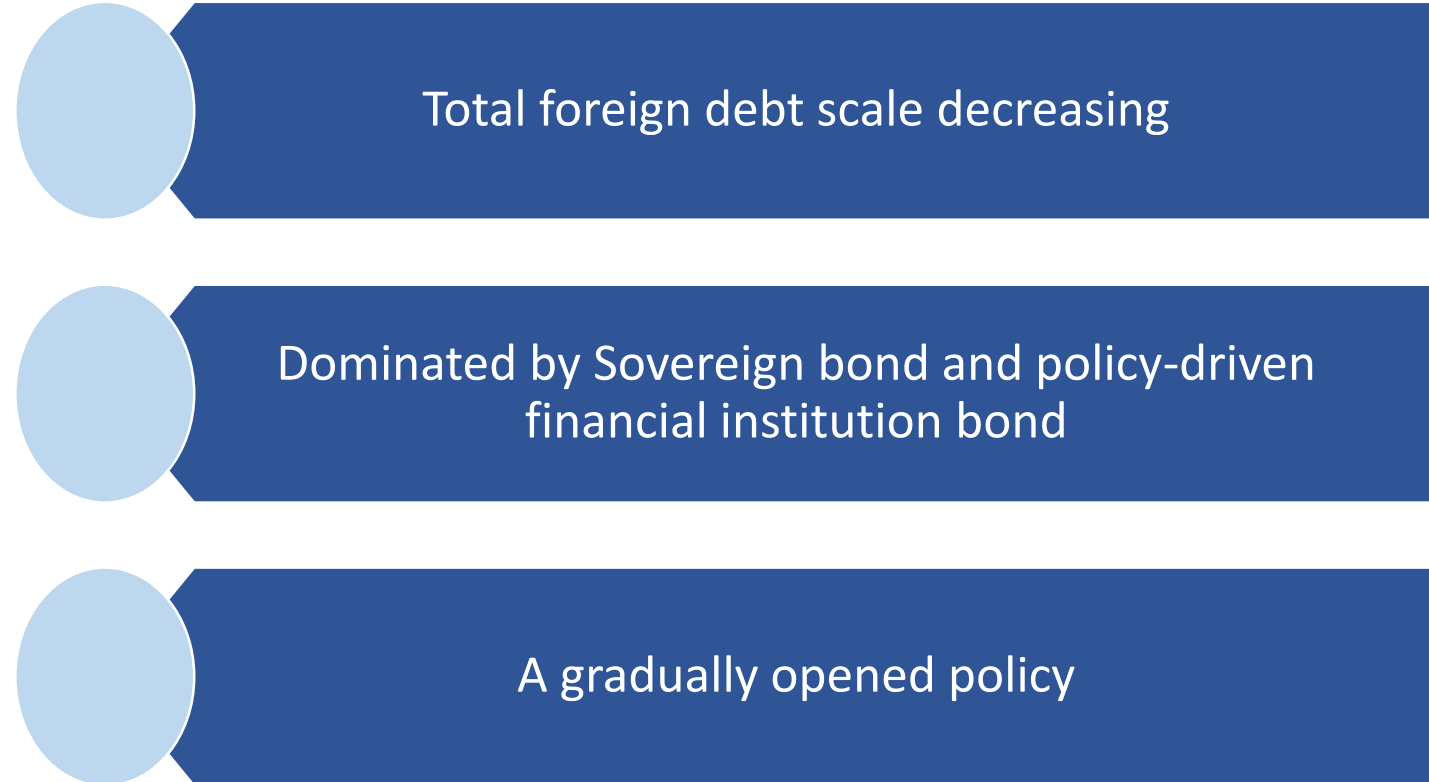 Total foreign debt scale decreasing
Dominated by Sovereign bond and policy-driven
financial institution bond
A gradually opened policy